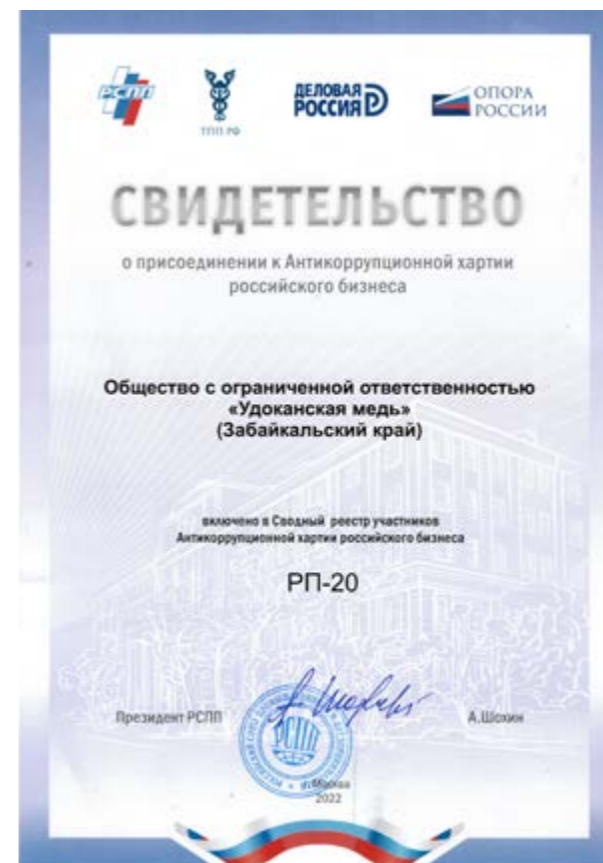 РСПП
ТПП РФ
ДЕЛОВАЯ
РОССИЯ
ОПОРА
РОССИИ
СВИДЕТЕЛЬСТВО
о присоединении к Антикоррупционной хартии
российского бизнеса
Общество с ограниченной ответственностью
«Удоканская медь»
(Забайкальский край)
включено в Сводный реестр участников
Антикоррупционной хартии российского бизнеса
РП-20
Президент РСПП
А.Шохин
РСПП
г.Москва
2022